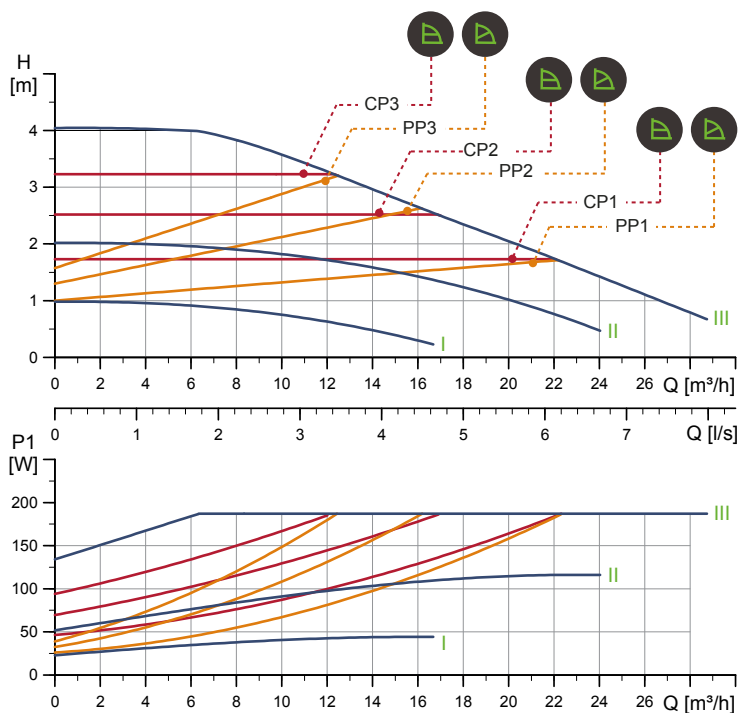 H
[m]
CP3
PP3
CP2
PP2
CP1
PP1
4
3
2
1
0
III
II
I
0 2 4 6 8 10 12 14 16 18 20 22 24 26 Q [m³/h]
0 1 2 3 4 5 6 7 Q [l/s]
P1
[W]
200
150
100
50
0
III
II
I
0 2 4 6 8 10 12 14 16 18 20 22 24 26 Q [m³/h]